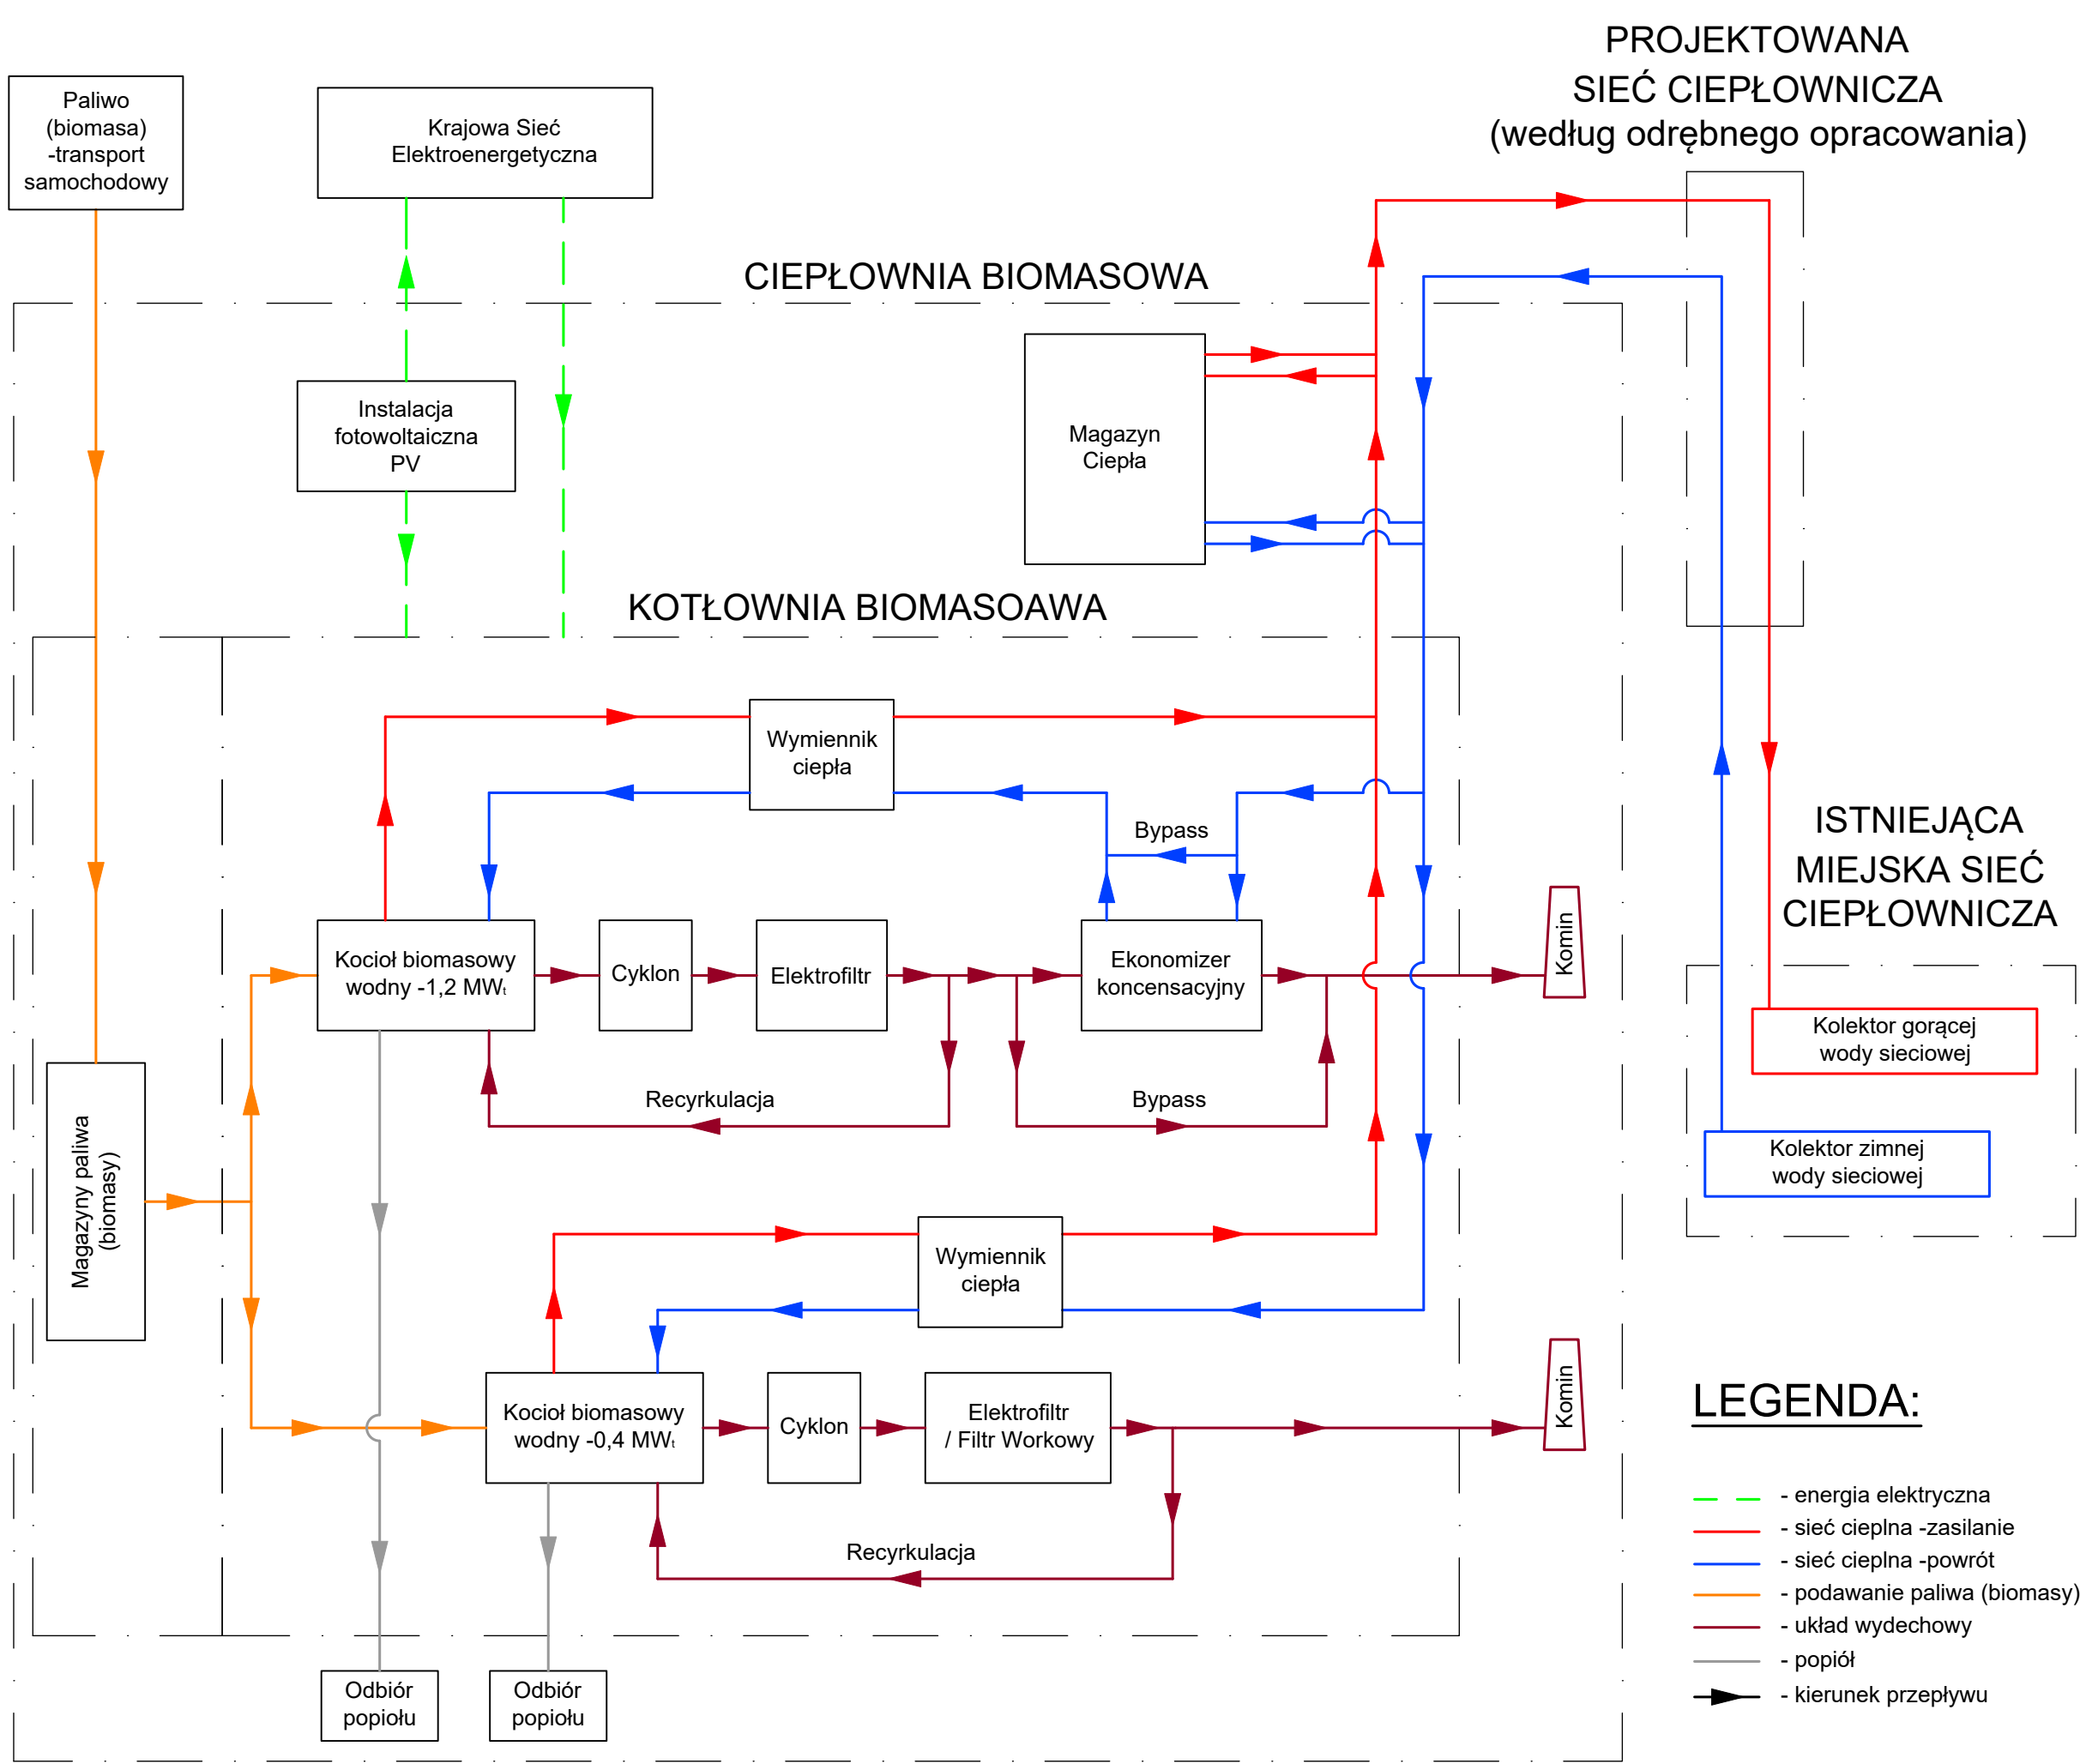 PROJEKTOWANA
SIEĆ CIEPŁOWNICZA
(według odrębnego opracowania)
Paliwo
(biomasa)
-transport
samochodowy
Krajowa Sieć
Elektroenergetyczna
CIEPŁOWNIA BIOMASOWA
Instalacja
fotowoltaiczna
PV
Magazyn
Ciepła
KOTŁOWNIA BIOMASOAWA
Wymiennik
ciepła
Bypass
ISTNIEJĄCA
MIEJSKA SIEĆ
CIEPŁOWNICZA
Kocioł biomasowy
wodny -1,2 MWt
Cyklon
Elektrofiltr
Ekonomizer
koncensacyjny
Komin
Kolektor gorącej
wody sieciowej
Recyrkulacja
Bypass
Kolektor zimnej
wody sieciowej
Magazyny paliwa
(biomasy)
Wymiennik
ciepła
Kocioł biomasowy
wodny -0,4 MWt
Cyklon
Elektrofiltr
/ Filtr Workowy
Komin
Recyrkulacja
Odbiór
popiołu
Odbiór
popiołu
LEGENDA:
- energia elektryczna
- sieć cieplna -zasilanie
- sieć cieplna -powrót
- podawanie paliwa (biomasy)
- układ wydechowy
- popiół
- kierunek przepływu